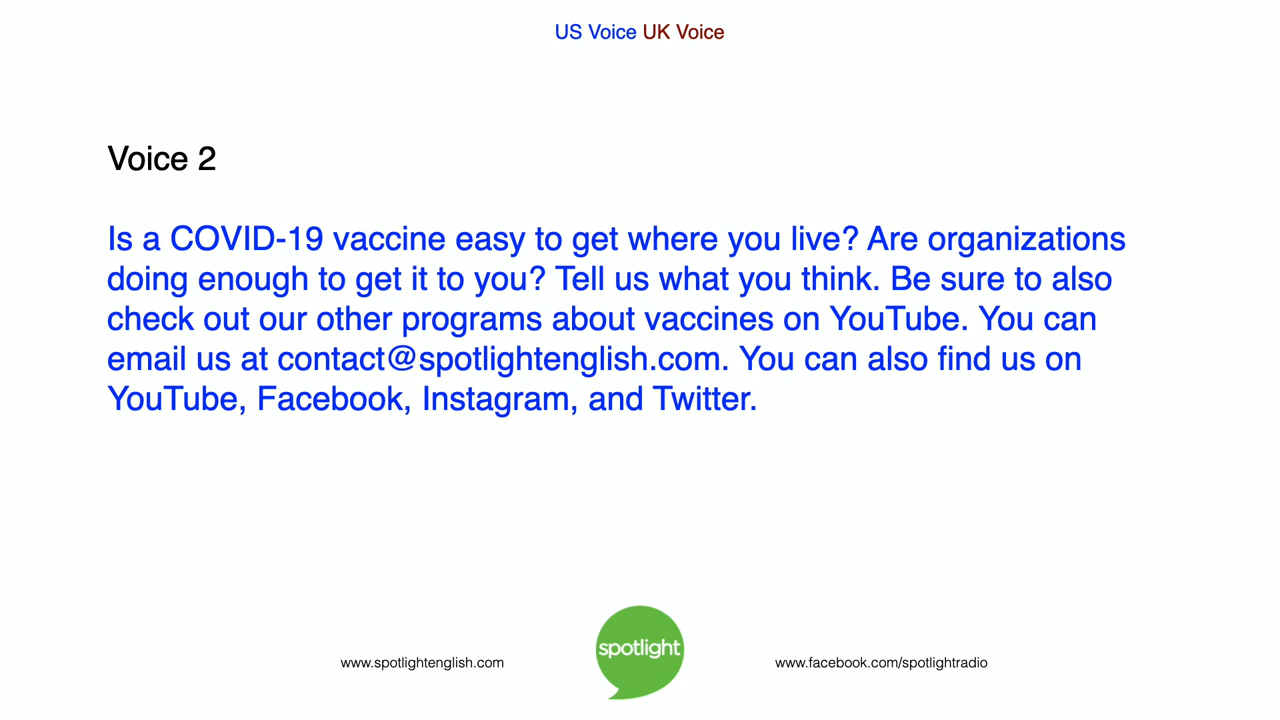 US Voice UK Voice
Voice 2
Is a COVID-19 vaccine easy to get where you live? Are organizations
doing enough to get it to you? Tell us what you think. Be sure to also
check out our other programs about vaccines on YouTube. You can
email us at contact@spotlightenglish.com. You can also find us on
YouTube, Facebook, Instagram, and Twitter.
spotlight
www.spotlightenglish.com
www.facebook.com/spotlightradio